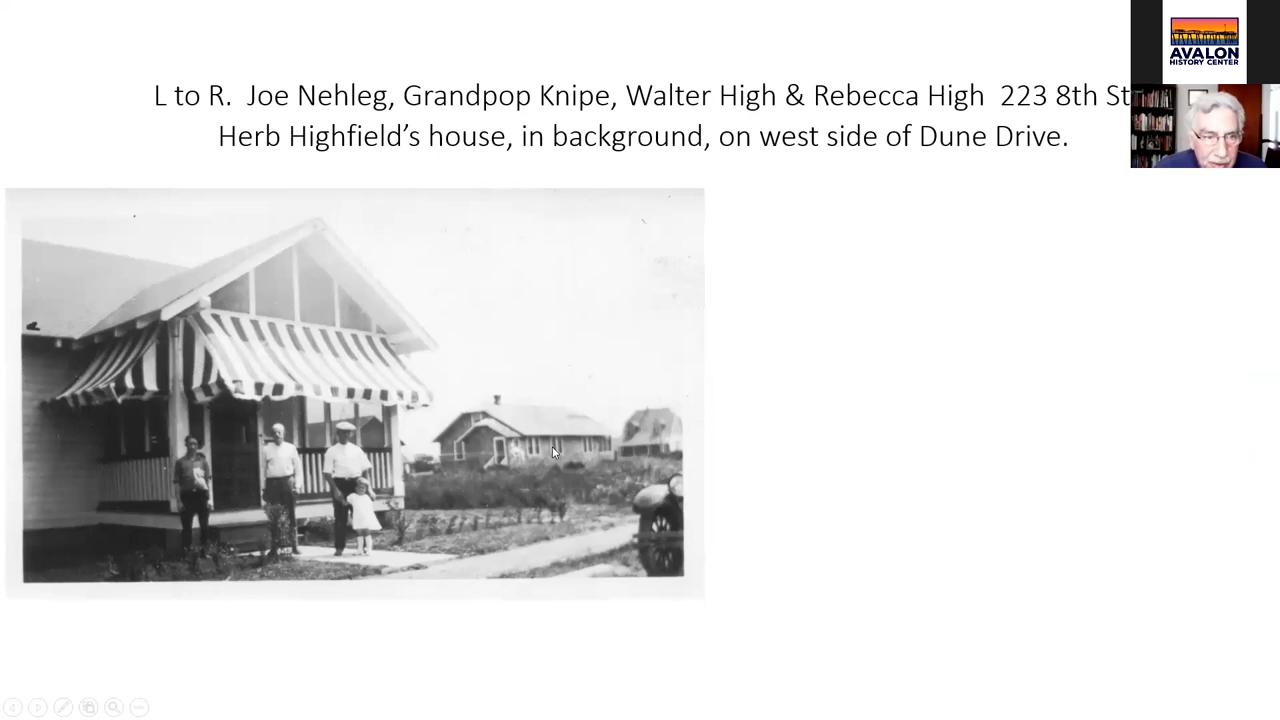 L to R.  Joe Nehleg, Grandpop Knipe, Walter High & Rebecca High  223 8th St
Herb Highfield’s house, in background, on west side of Dune Drive.
AVALON
HISTORY CENTER